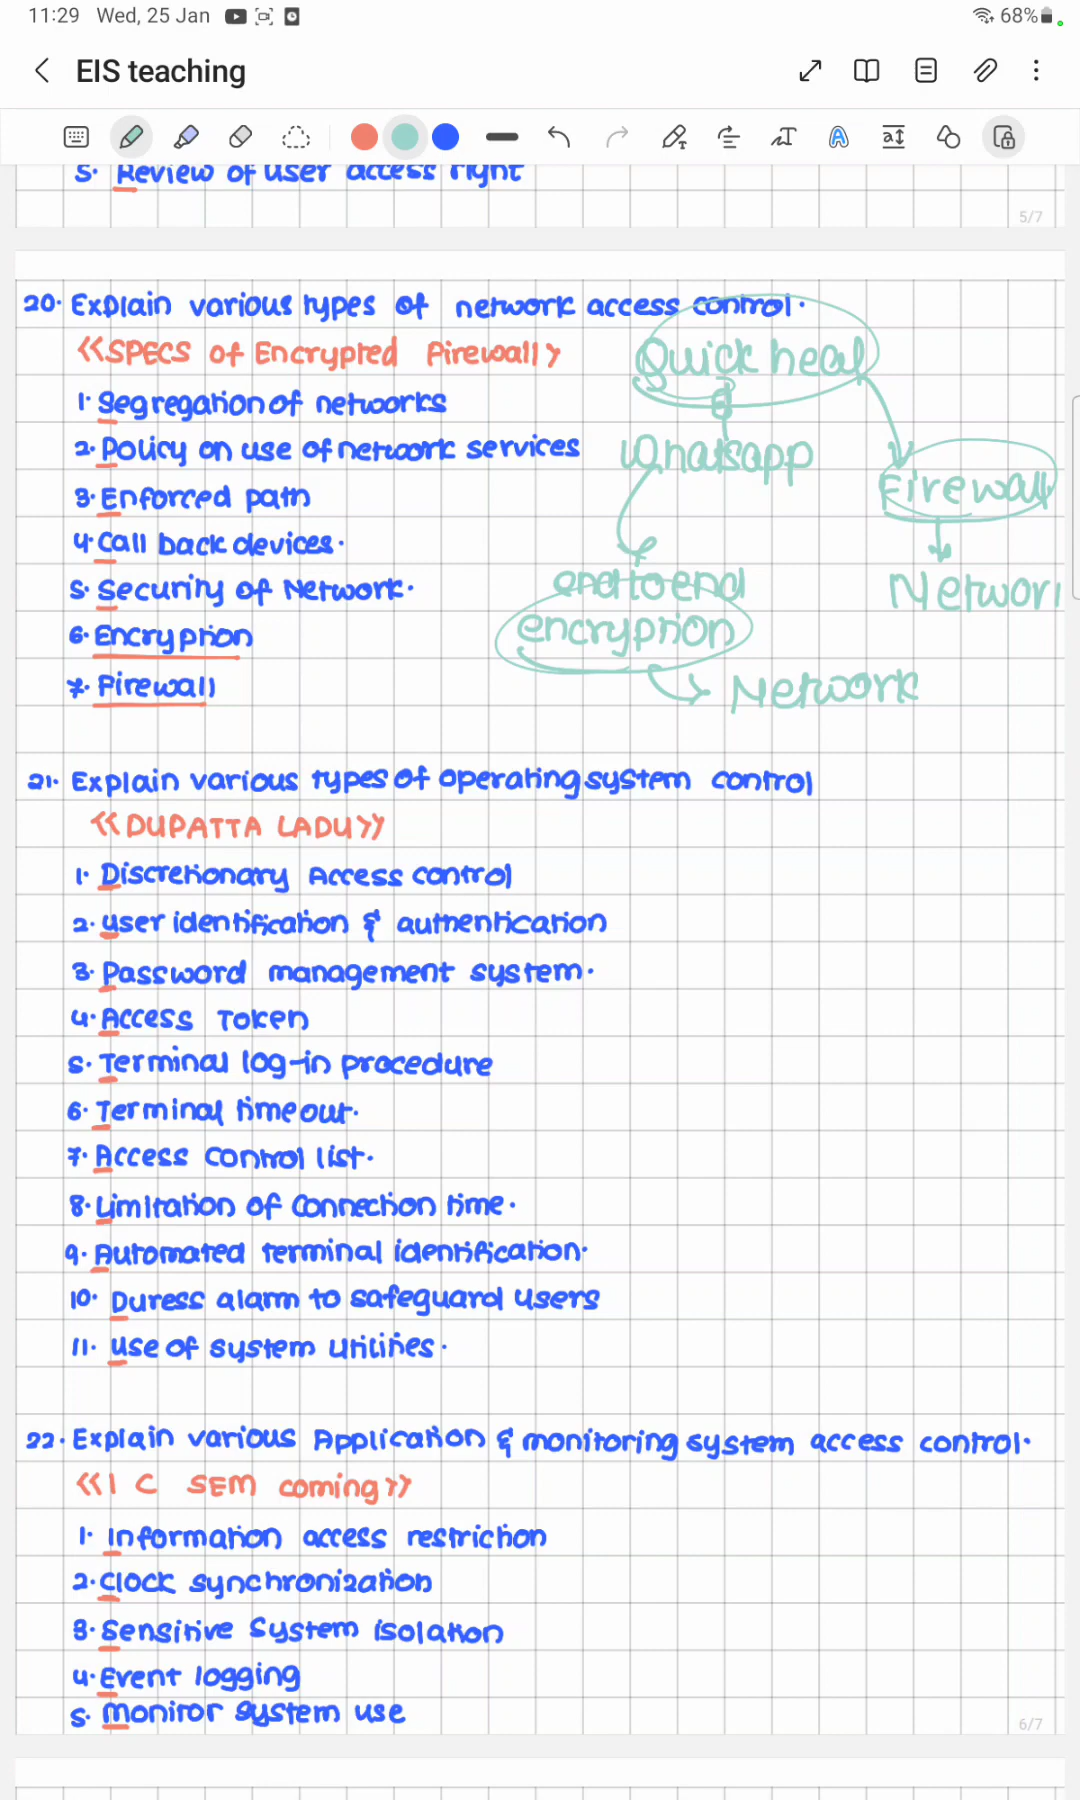 11:29 Wed, 25 Jan 68%
EIS teaching
5. Review of user access right
5/7
20. Explain various types of network access control.
<<SPECS of Encrypted Firewall>
Quick heal
1. Segregation of networks
2. Policy on use of network services
Whatsapp
Firewall
3. Enforced path
4. Call back devices.
5. Security of Network.
end to end
Networ
6. Encryption
encryption
7. Firewall
Network
21. Explain various types of operating system control
<<DUPATTA LADU>>
1. Discretionary Access control
2. user identification & authentication
3. Password management system.
4. Access Token
5. Terminal log-in procedure
6. Terminal time out.
7. Access control list.
8. Limitation of Connection time.
9. Automated terminal identification.
10. Duress alarm to safeguard users
11. use of system utilities.
22. Explain various Application & monitoring system access control.
<<I C SEM coming>>
1. Information access restriction
2. Clock synchronization
3. Sensitive System isolation
4. Event logging
5. monitor system use
6/7